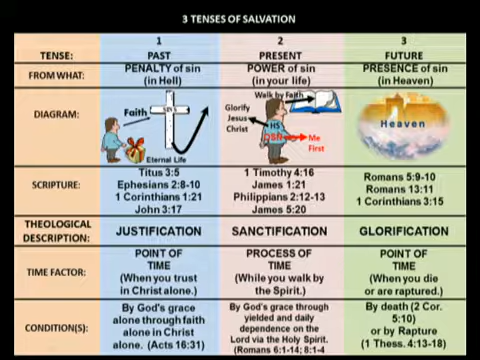 3 TENSES OF SALVATION
1 2 3
TENSE: PAST PRESENT FUTURE
FROM WHAT: PENALTY of sin POWER of sin PRESENCE of sin
(in Hell) (in your life) (in Heaven)
DIAGRAM:
Faith
SINS
Eternal Life
Walk by Faith
Glorify
Jesus
Christ
HS
OSN
Me
First
Heaven
SCRIPTURE:
Titus 3:5
Ephesians 2:8-10
1 Corinthians 1:21
John 3:17
1 Timothy 4:16
James 1:21
Philippians 2:12-13
James 5:20
Romans 5:9-10
Romans 13:11
1 Corinthians 3:15
THEOLOGICAL
DESCRIPTION:
JUSTIFICATION SANCTIFICATION GLORIFICATION
TIME FACTOR:
POINT OF
TIME
(When you trust
in Christ alone.)
PROCESS OF
TIME
(While you walk by
the Spirit.)
POINT OF
TIME
(When you die
or are raptured.)
CONDITION(S):
By God's grace
alone through faith
alone in Christ
alone. (Acts 16:31)
By God's grace through
yielded and daily
dependence on the
Lord via the Holy Spirit.
(Romans 6:1-14; 8:1-4
By death (2 Cor.
5:10)
or by Rapture
(1 Thess. 4:13-18)